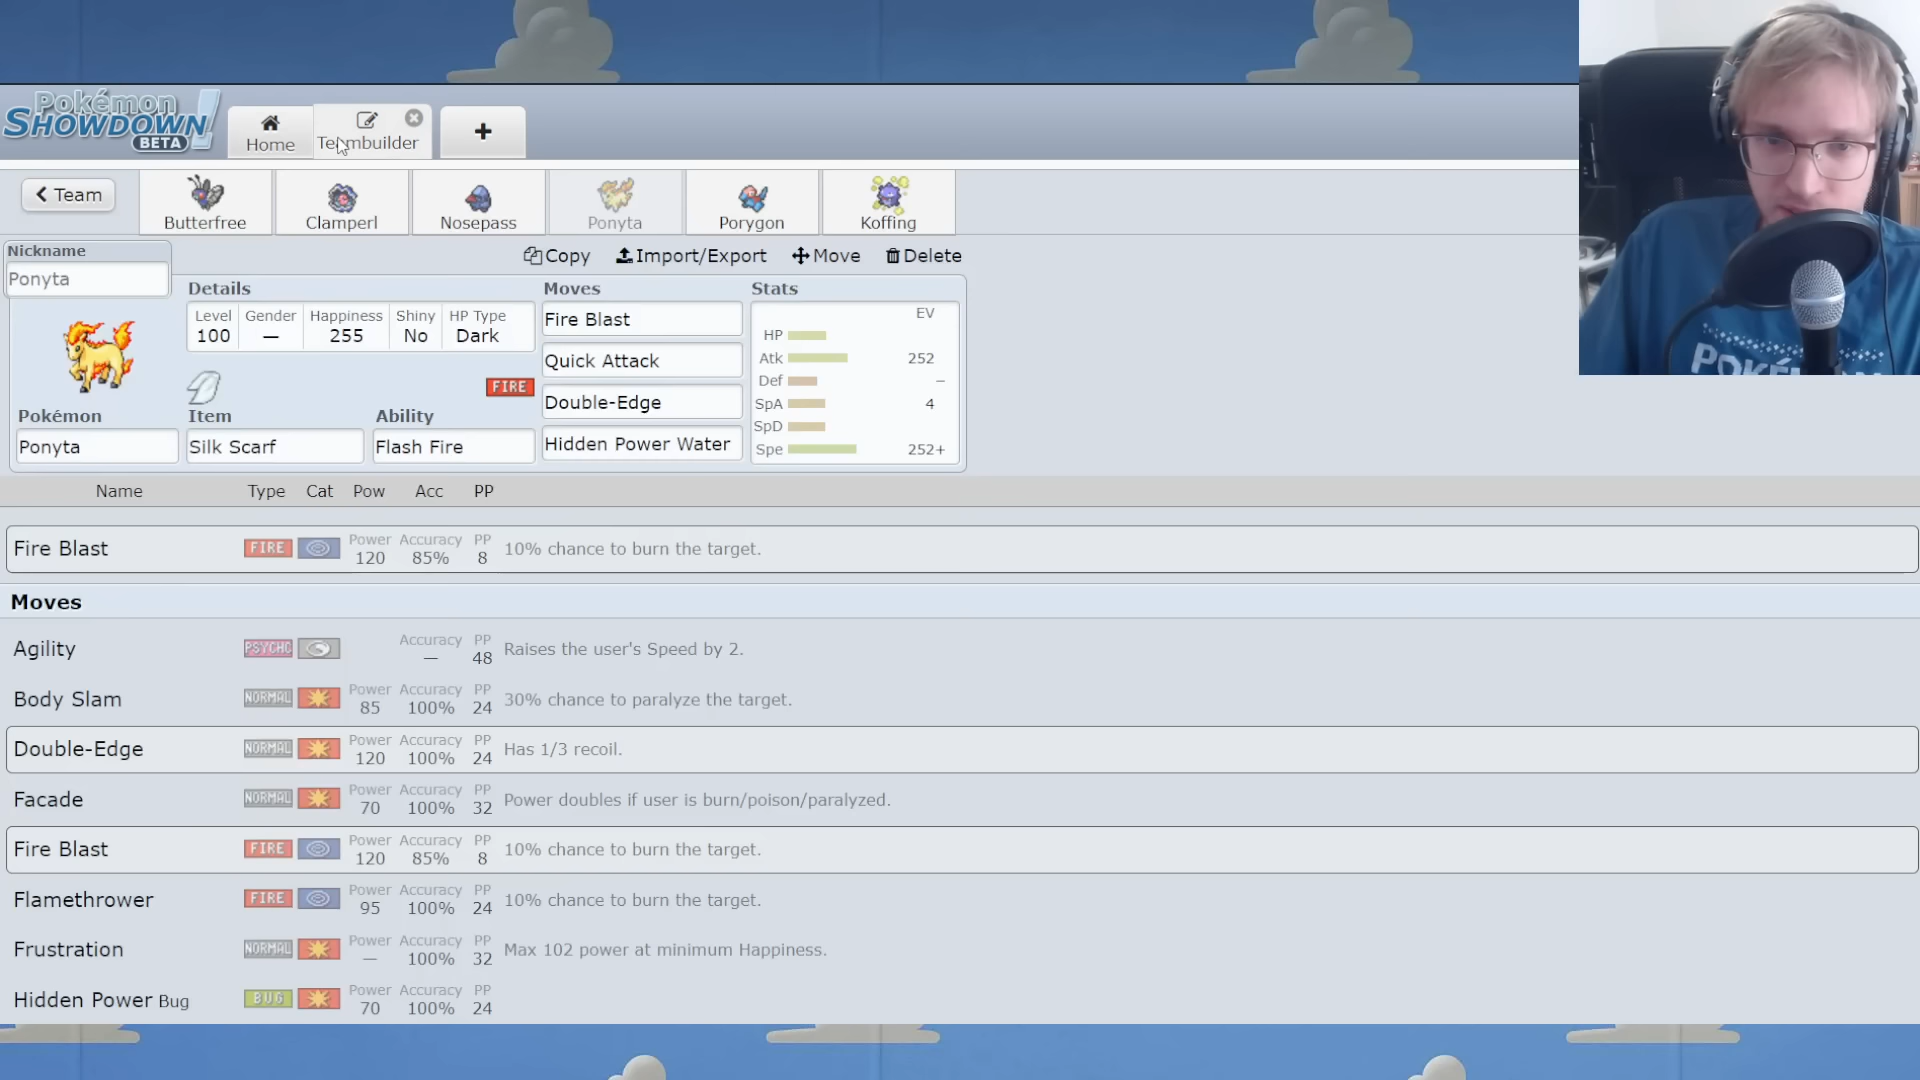 Pokémon
SHOWDOWN!
BETA
Home
Teambuilder
Team
Butterfree
Clamperl
Nosepass
Ponyta
Porygon
Koffing
Nickname
Ponyta
Copy Import/Export Move Delete
Details
Level Gender Happiness Shiny HP Type
100 — 255 No Dark
FIRE
Pokémon Item Ability
Ponyta Silk Scarf Flash Fire
Moves
Fire Blast
Quick Attack
Double-Edge
Hidden Power Water
Stats
EV
HP
Atk 252
Def –
SpA 4
SpD
Spe 252+
Name Type Cat Pow Acc PP
Fire Blast FIRE Power 120 Accuracy 85% PP 8 10% chance to burn the target.
Moves
Agility PSYCHC Accuracy — PP 48 Raises the user's Speed by 2.
Body Slam NORMAL Power 85 Accuracy 100% PP 24 30% chance to paralyze the target.
Double-Edge NORMAL Power 120 Accuracy 100% PP 24 Has 1/3 recoil.
Facade NORMAL Power 70 Accuracy 100% PP 32 Power doubles if user is burn/poison/paralyzed.
Fire Blast FIRE Power 120 Accuracy 85% PP 8 10% chance to burn the target.
Flamethrower FIRE Power 95 Accuracy 100% PP 24 10% chance to burn the target.
Frustration NORMAL Power — Accuracy 100% PP 32 Max 102 power at minimum Happiness.
Hidden Power Bug BUG Power 70 Accuracy 100% PP 24